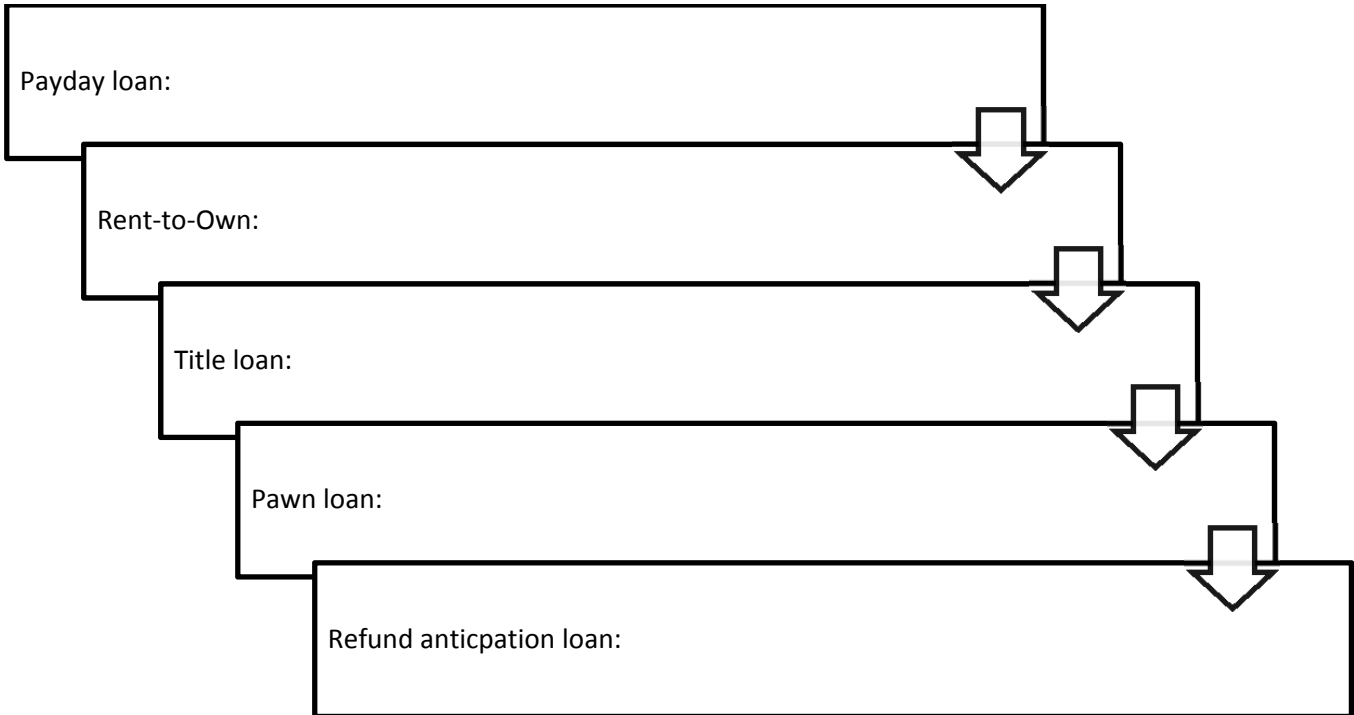 Payday loan:
Rent-to-Own:
Title loan:
Pawn loan:
Refund anticpation loan: